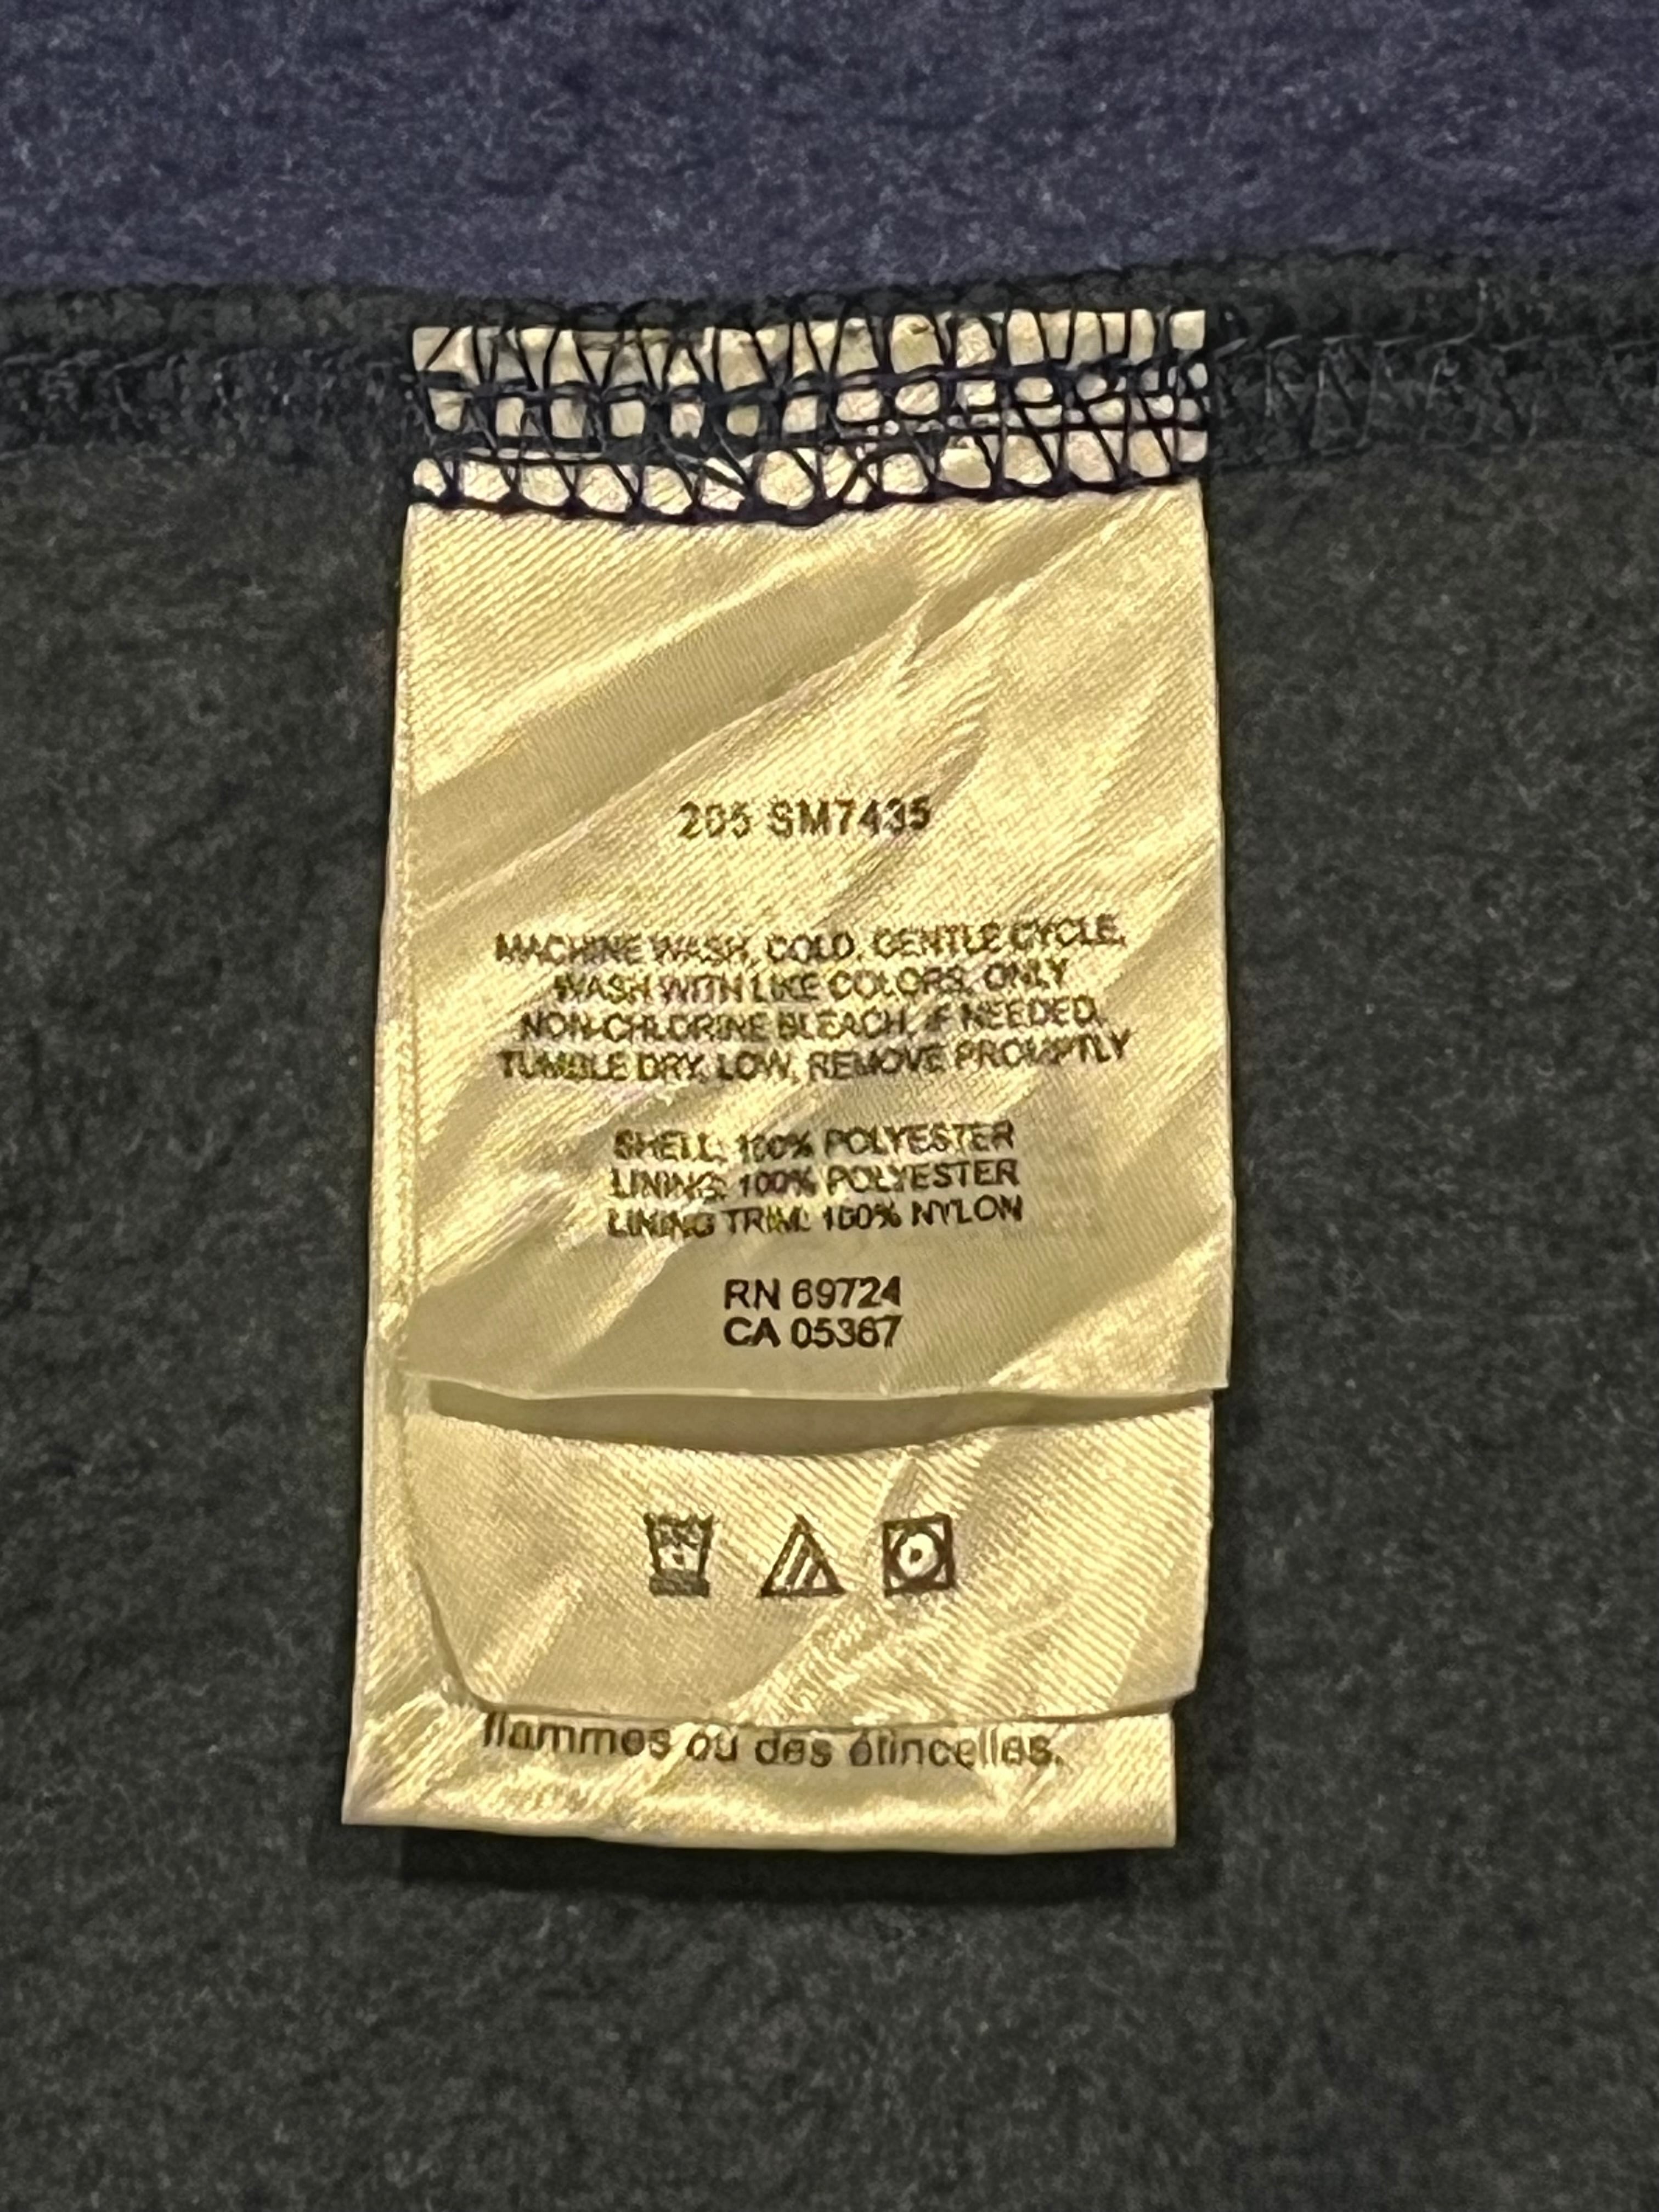 205 SM7435
MACHINE WASH, COLD, GENTLE CYCLE,
WASH WITH LIKE COLORS, ONLY
NON-CHLORINE BLEACH, IF NEEDED,
TUMBLE DRY, LOW, REMOVE PROMPTLY
SHELL: 100% POLYESTER
LINING: 100% POLYESTER
LINING TRIM: 100% NYLON
RN 69724
CA 05367
flammes ou des étincelles.